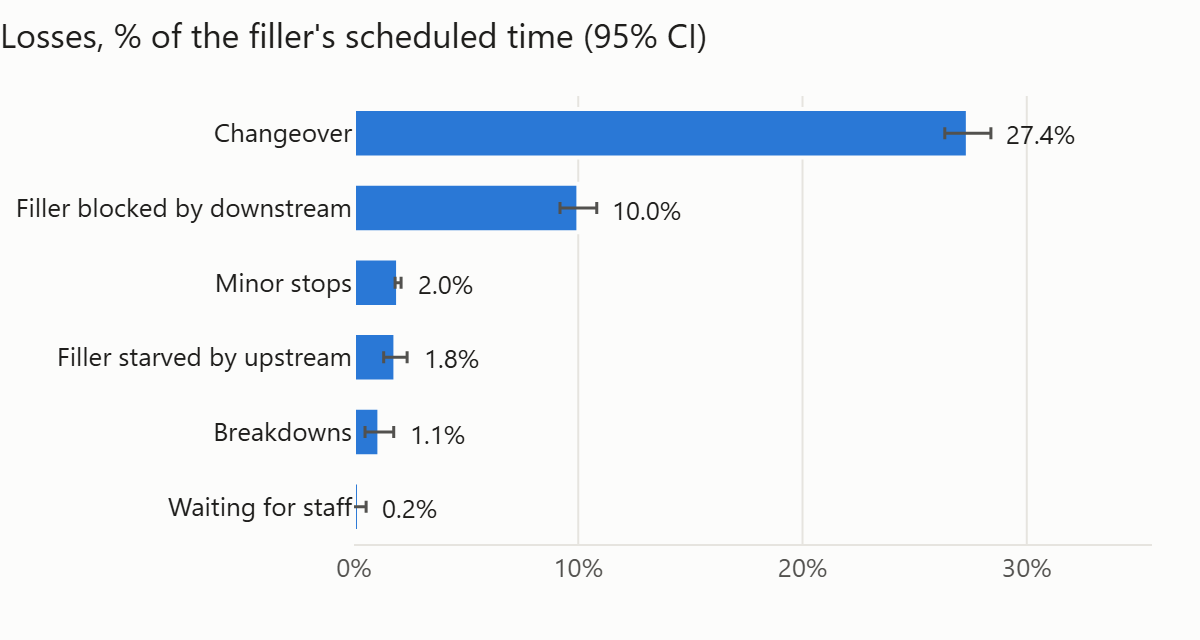 Losses, % of the filler's scheduled time (95% CI)
Changeover 27.4%
Filler blocked by downstream 10.0%
Minor stops 2.0%
Filler starved by upstream 1.8%
Breakdowns 1.1%
Waiting for staff 0.2%
0% 10% 20% 30%